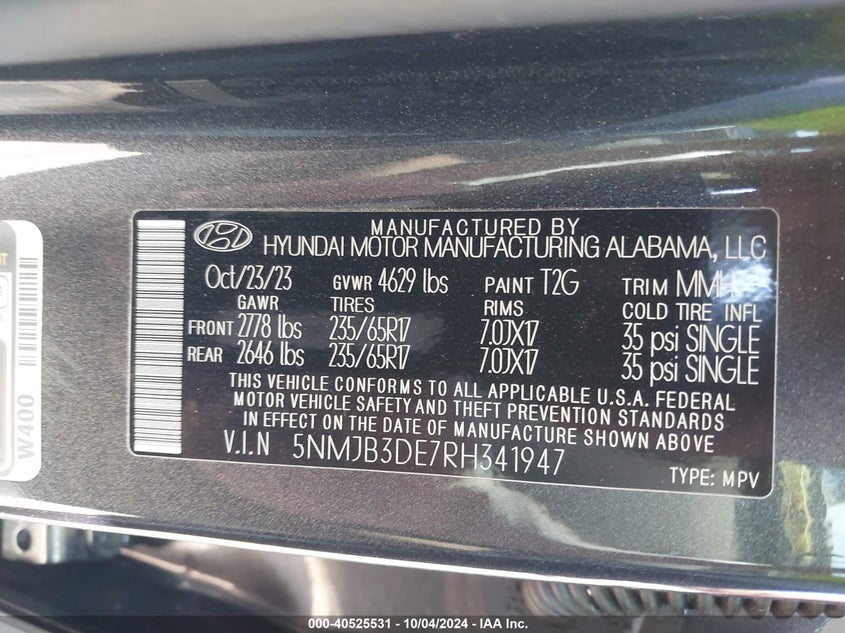 MANUFACTURED BY
HYUNDAI MOTOR MANUFACTURING ALABAMA, LLC
Oct/23/23 GVWR 4629 lbs PAINT T2G TRIM MMH
GAWR TIRES RIMS COLD TIRE INFL
FRONT 2778 lbs 235/65R17 7.0JX17 35 psi SINGLE
REAR 2646 lbs 235/65R17 7.0JX17 35 psi SINGLE
THIS VEHICLE CONFORMS TO ALL APPLICABLE U.S.A. FEDERAL
MOTOR VEHICLE SAFETY AND THEFT PREVENTION STANDARDS
IN EFFECT ON THE DATE OF MANUFACTURE SHOWN ABOVE
V.I.N 5NMJB3DE7RH341947
TYPE: MPV
W400
000-40525531 - 10/04/2024 - IAA Inc.